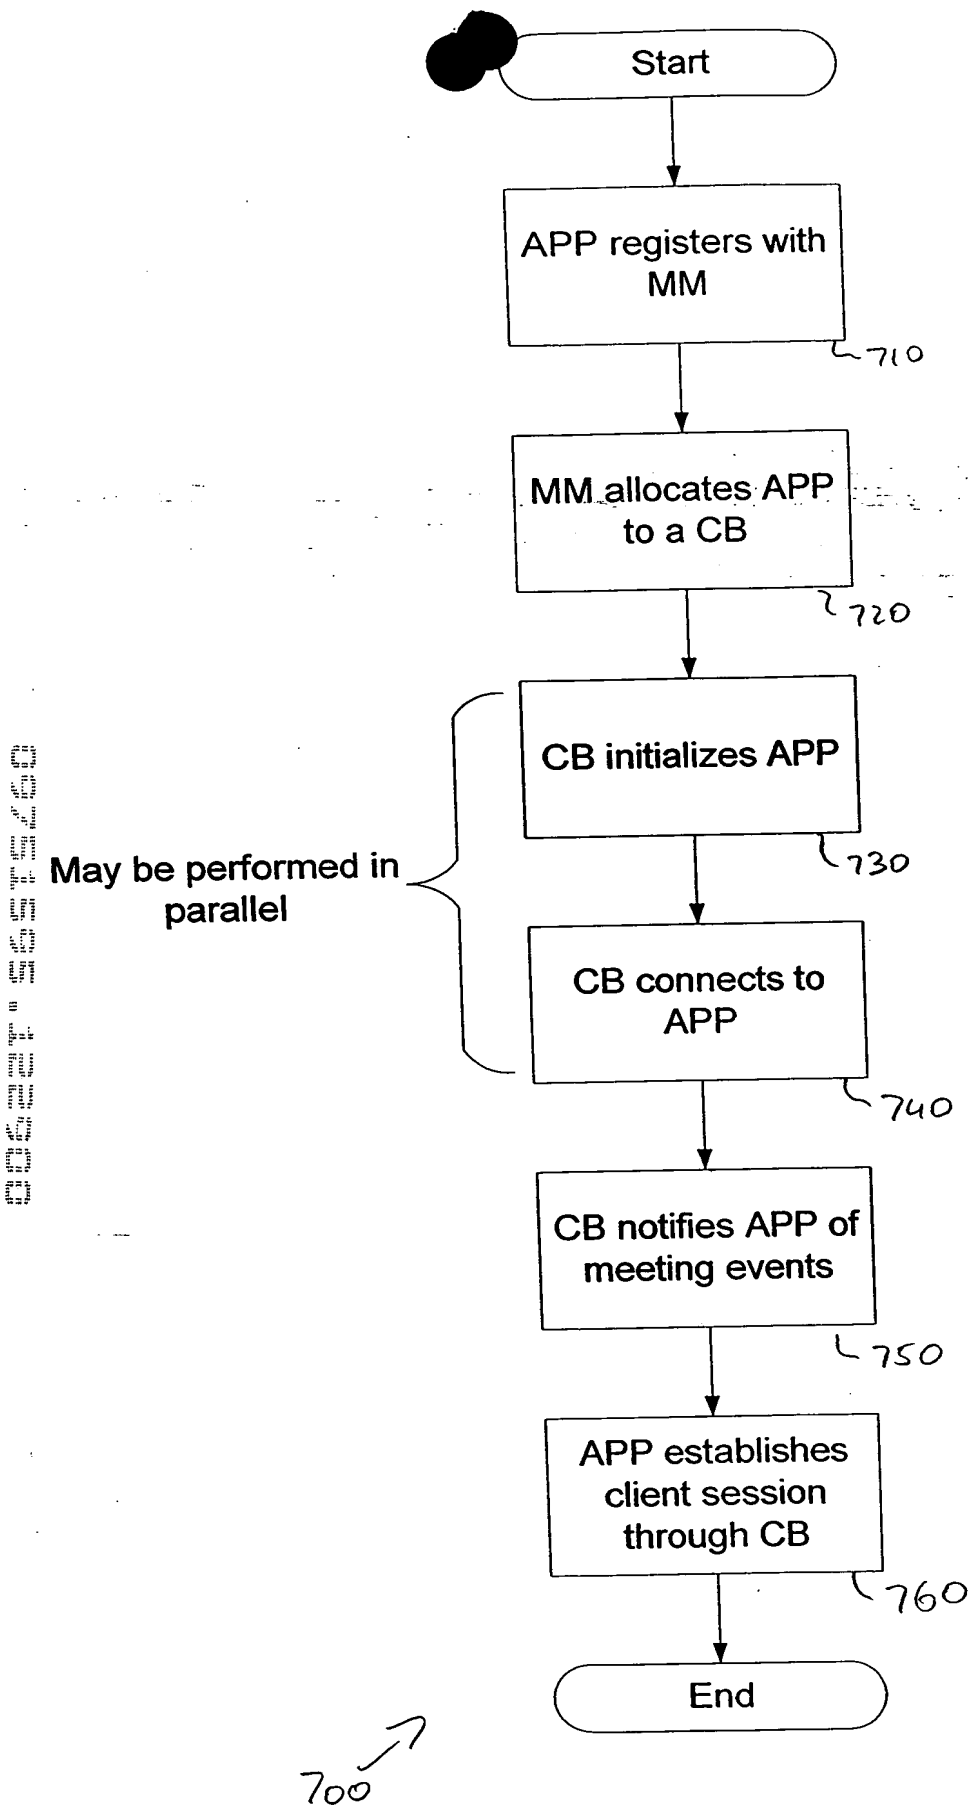 Start
APP registers with
MM
710
MM allocates APP
to a CB
720
CB initializes APP
730
May be performed in
parallel
CB connects to
APP
740
CB notifies APP of
meeting events
750
APP establishes
client session
through CB
760
End
700
09751595.122900